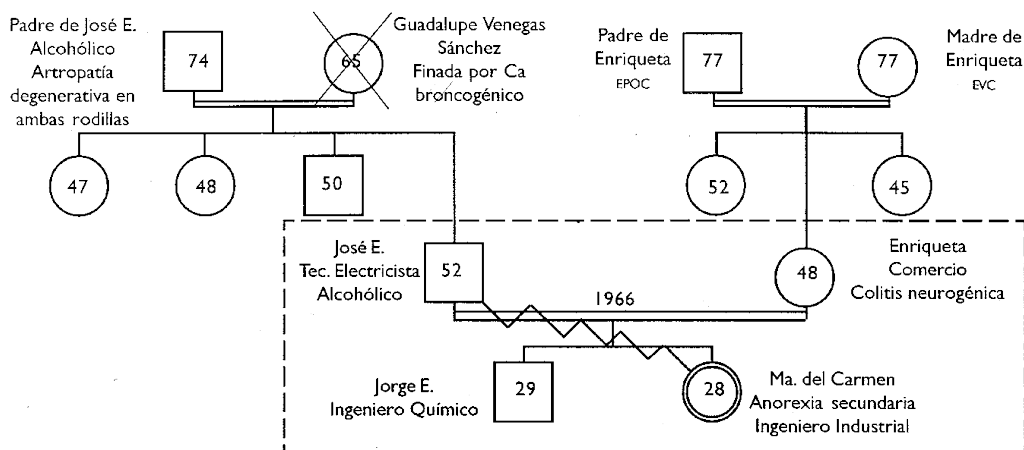 Padre de José E.
Alcohólico
Artropatía
degenerativa en
ambas rodillas
74
65
Guadalupe Venegas
Sánchez
Finada por Ca
broncogénico
Padre de
Enriqueta
EPOC
77
77
Madre de
Enriqueta
EVC
47
48
50
52
45
José E.
Tec. Electricista
Alcohólico
52
48
Enriqueta
Comercio
Colitis neurogénica
1966
Jorge E.
Ingeniero Químico
29
28
Ma. del Carmen
Anorexia secundaria
Ingeniero Industrial